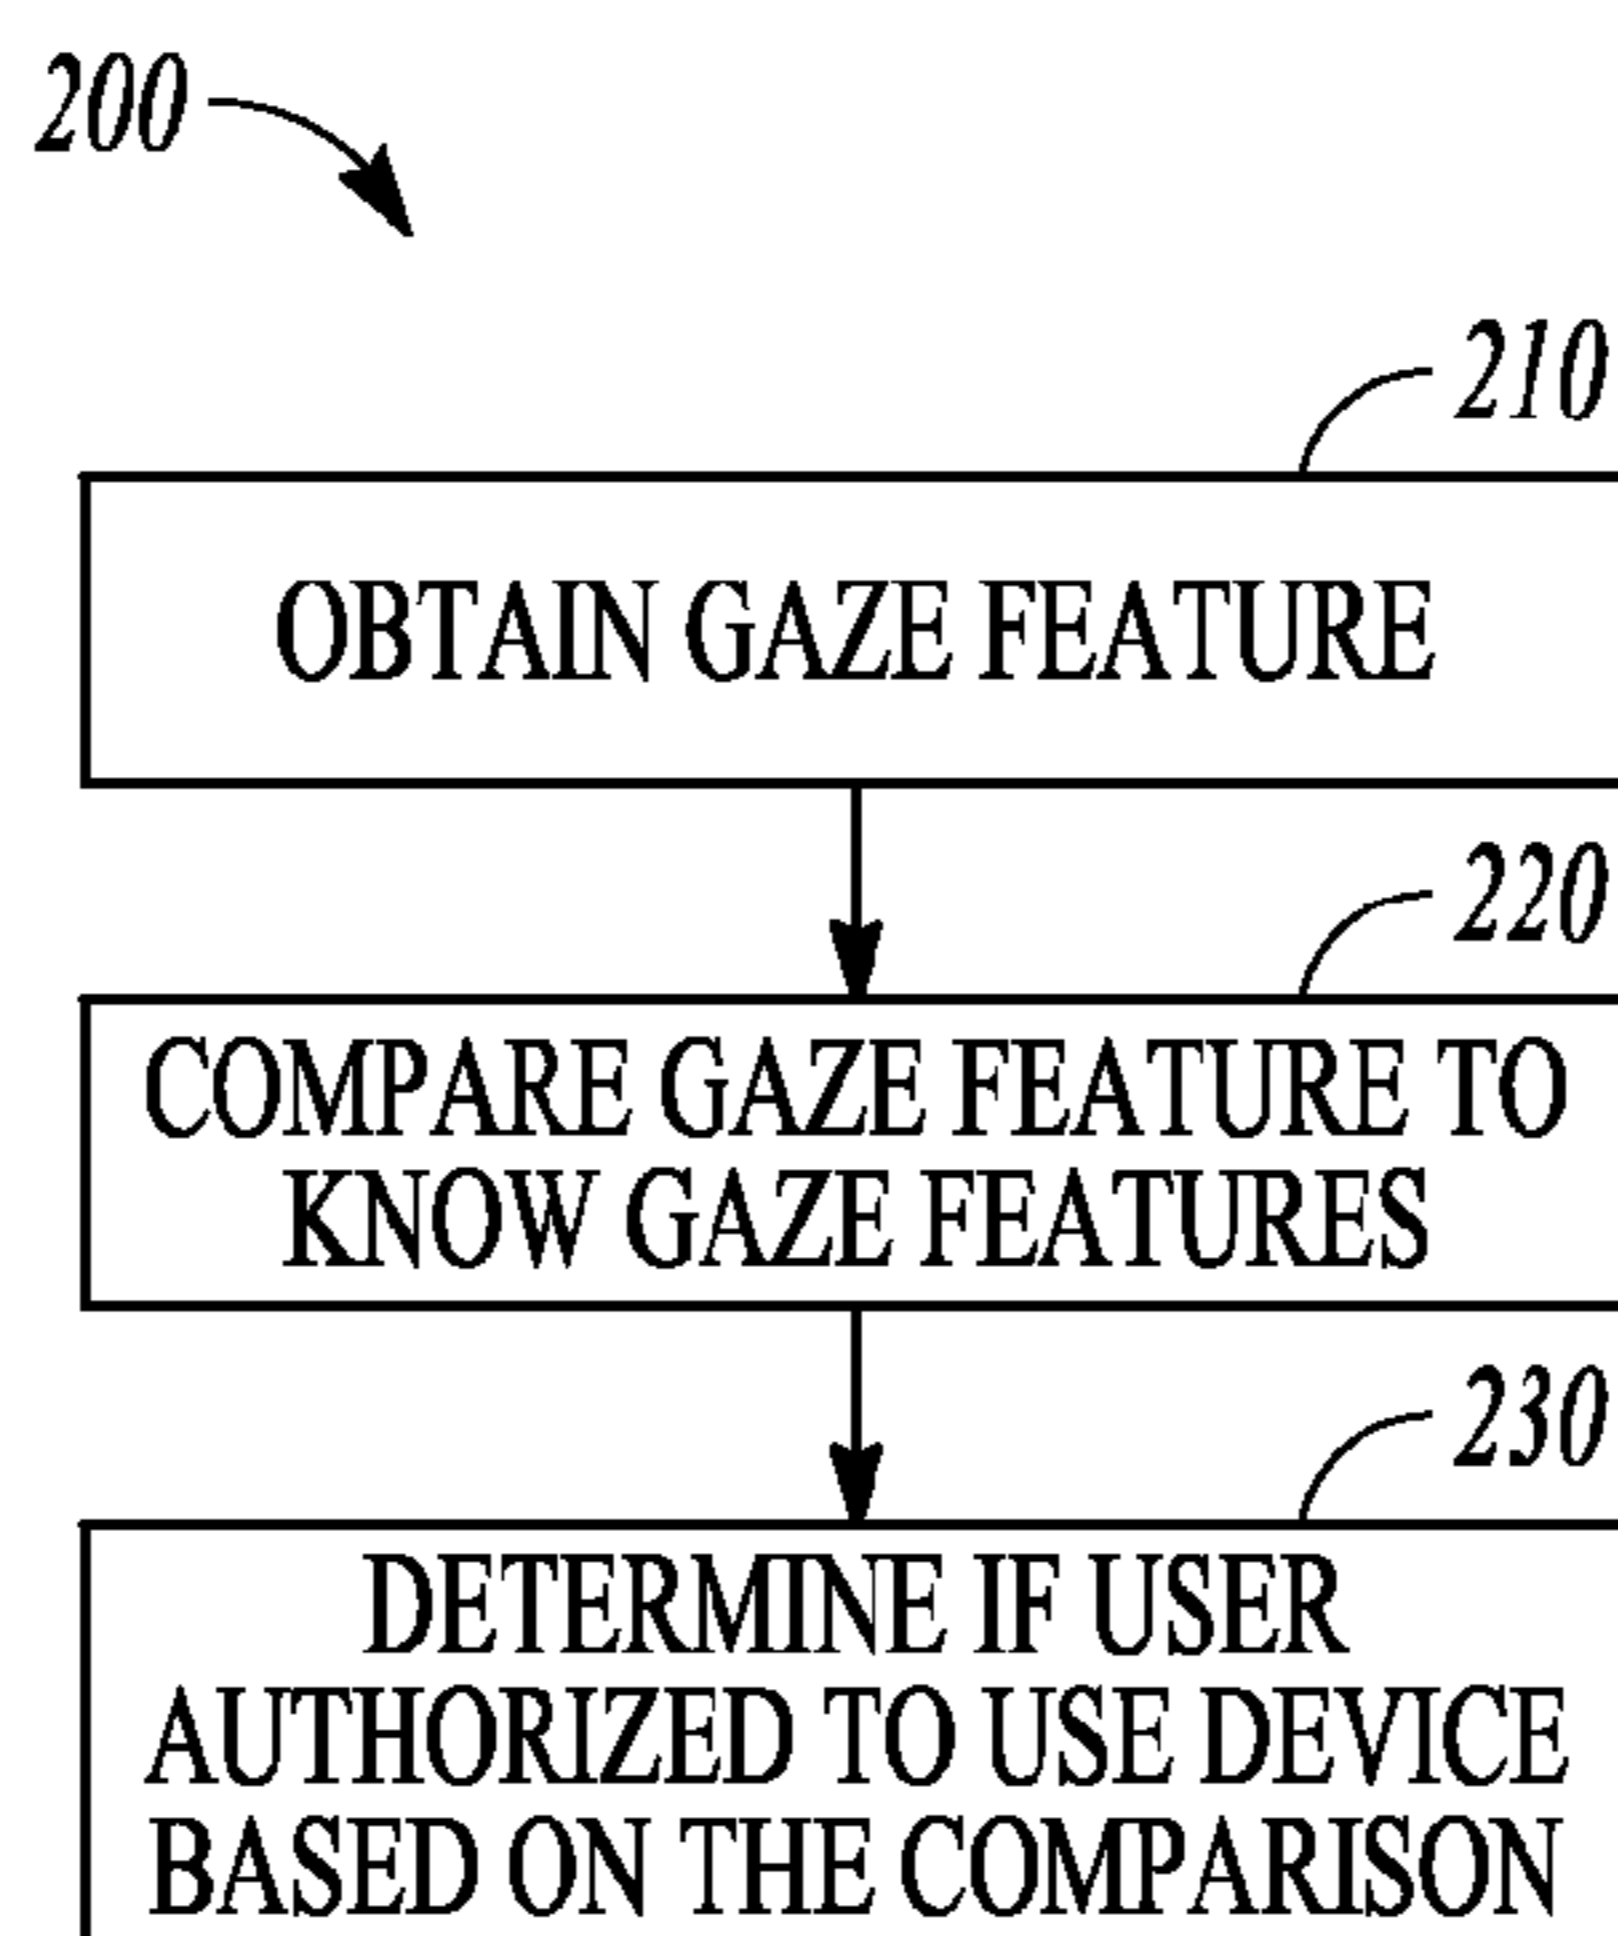 200
210
OBTAIN GAZE FEATURE
220
COMPARE GAZE FEATURE TO
KNOW GAZE FEATURES
230
DETERMINE IF USER
AUTHORIZED TO USE DEVICE
BASED ON THE COMPARISON